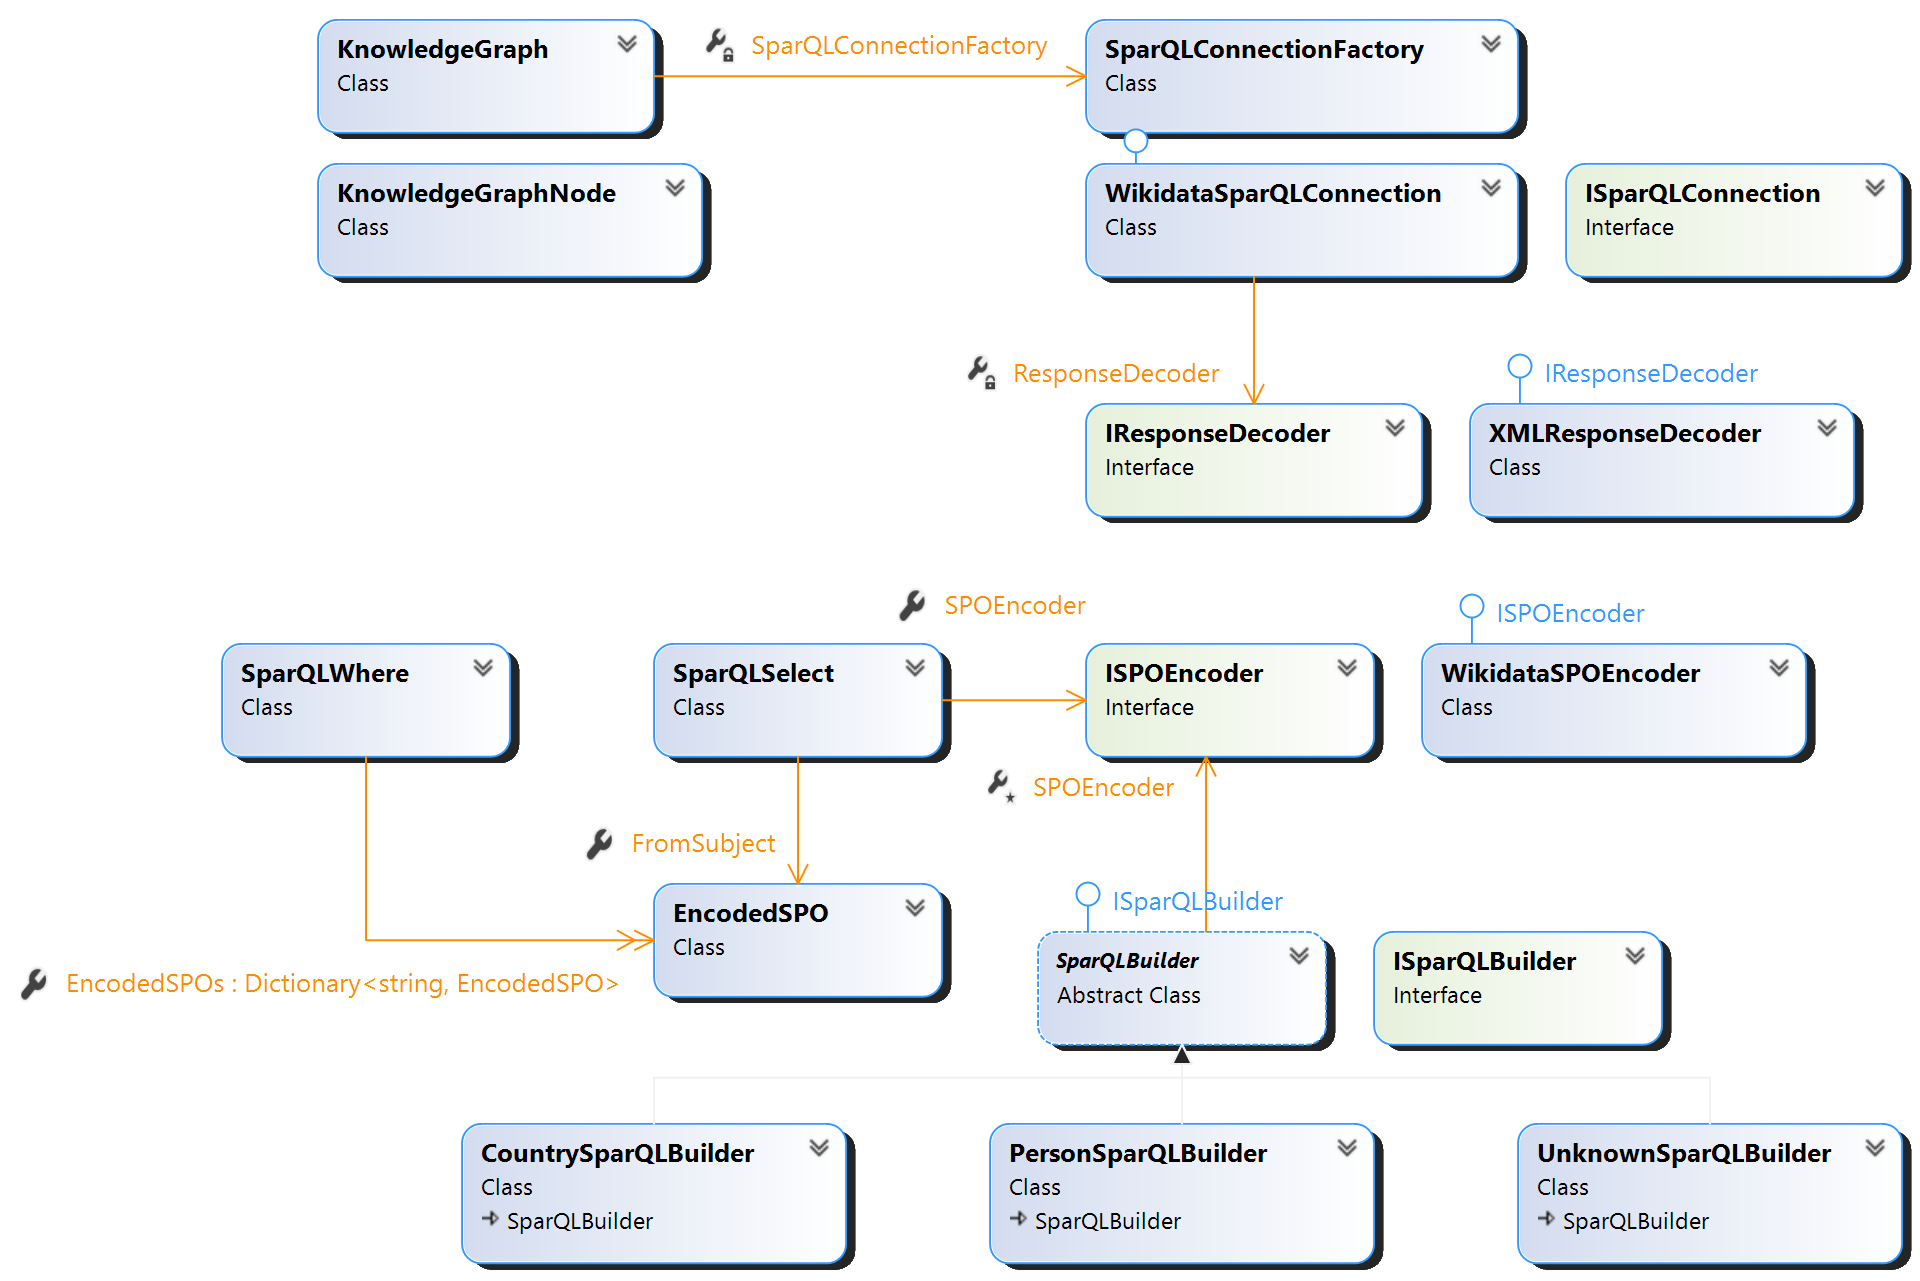 KnowledgeGraph
Class
SparQLConnectionFactory
SparQLConnectionFactory
Class
KnowledgeGraphNode
Class
WikidataSparQLConnection
Class
ISparQLConnection
Interface
ResponseDecoder
IResponseDecoder
IResponseDecoder
Interface
XMLResponseDecoder
Class
SPOEncoder
ISPOEncoder
SparQLWhere
Class
SparQLSelect
Class
ISPOEncoder
Interface
WikidataSPOEncoder
Class
SPOEncoder
FromSubject
ISparQLBuilder
EncodedSPO
Class
EncodedSPOs : Dictionary<string, EncodedSPO>
SparQLBuilder
Abstract Class
ISparQLBuilder
Interface
CountrySparQLBuilder
Class
SparQLBuilder
PersonSparQLBuilder
Class
SparQLBuilder
UnknownSparQLBuilder
Class
SparQLBuilder